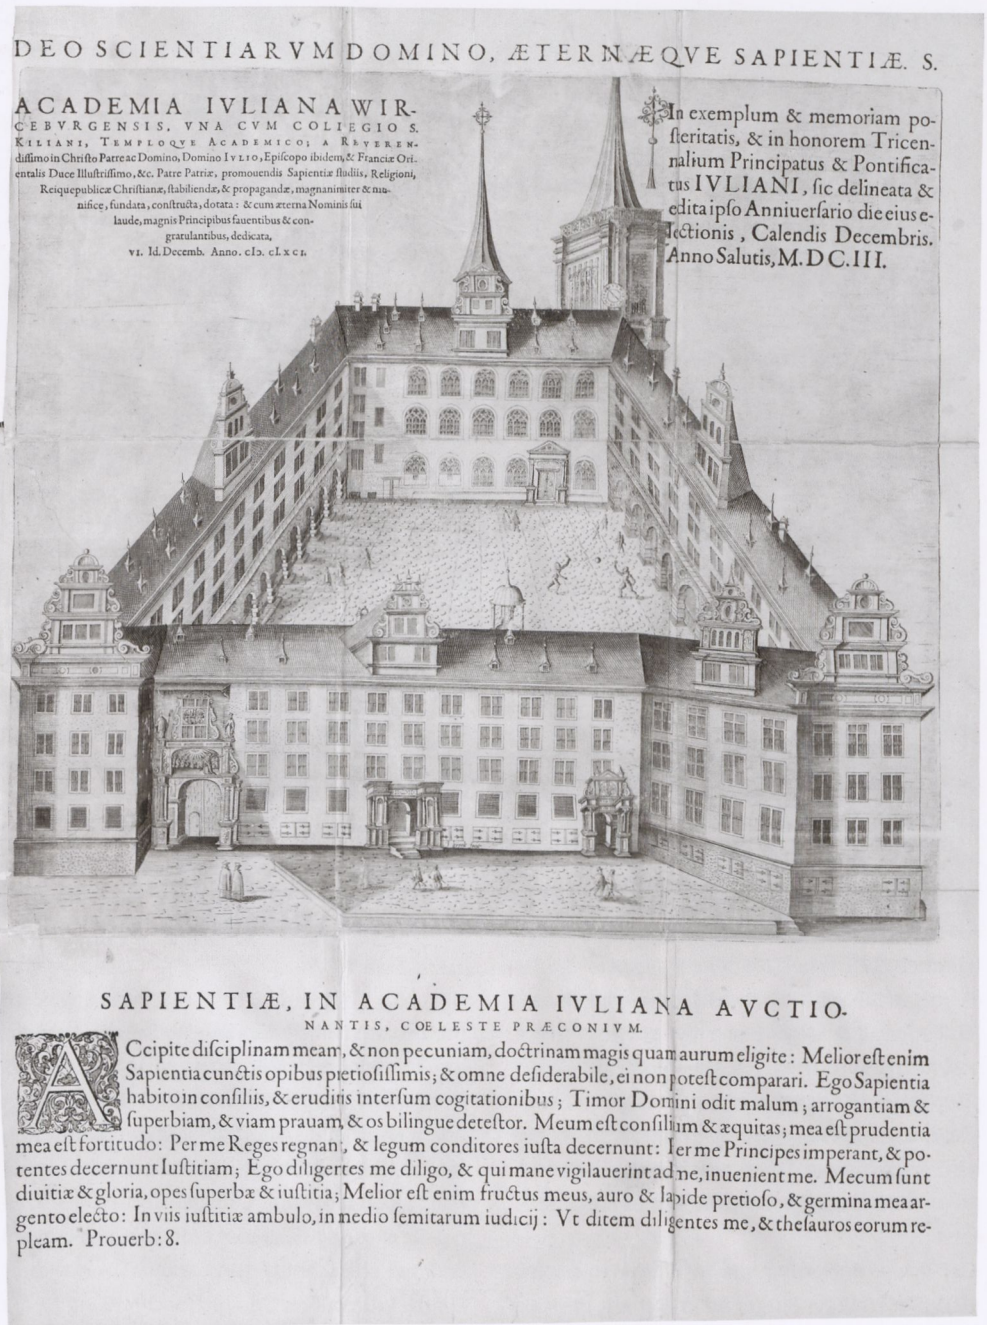 DEO SCIENTIARVM DOMINO, ÆTERNÆQVE SAPIENTIÆ. S.
ACADEMIA IVLIANA WIR-
CEBVRGENSIS, VNA CVM COLLEGIO S.
KILIANI, TEMPLOQVE ACADEMICO; A REVEREN-
dissimo in Christo Patre ac Domino, Domino IVLIO, Episcopo ibidem, & Franciæ Ori-
entalis Duce Illustrissimo, &c. Patre Patriæ, promouendis Sapientiæ studiis, Religioni,
Reique publicæ Christianæ, stabiliendæ, & propagandæ, magnanimiter & mu-
nifice, fundata, constructa, dotata: & cum æterna Nominis sui
laude, magnis Principibus fauentibus & con-
gratulantibus, dedicata,
VI. Id. Decemb. Anno. cIɔ. cI.xcI.
In exemplum & memoriam po-
steritatis, & in honorem Tricen-
nalium Principatus & Pontifica-
tus IVLIANI, sic delineata &
edita ipso Anniuersario die eius e-
lectionis, Calendis Decembris.
Anno Salutis, M.DC.III.
SAPIENTIÆ, IN ACADEMIA IVLIANA AVCTIO-
NANTIS, COELESTE PRÆCONIVM.
ACcipite disciplinam meam, & non pecuniam, doctrinam magis quam aurum eligite: Melior est enim
Sapientia cunctis opibus pretiosissimis; & omne desiderabile, ei non potest comparari. Ego Sapientia
habito in consiliis, & eruditis intersum cogitationibus; Timor Domini odit malum; arrogantiam &
superbiam, & viam prauam, & os bilingue detestor. Meum est consilium & æquitas; mea est prudentia
mea est fortitudo: Per me Reges regnant, & legum conditores iusta decernunt: Per me Principes imperant, & po-
tentes decernunt Iustitiam; Ego diligentes me diligo, & qui mane vigilauerint ad me, inuenient me. Mecum sunt
diuitiæ & gloria, opes superbæ & iustitia; Melior est enim fructus meus, auro & lapide pretioso, & germina mea ar-
gento electo: In viis iustitiæ ambulo, in medio semitarum iudicij: Vt ditem diligentes me, & thesauros eorum re-
pleam. Prouerb: 8.